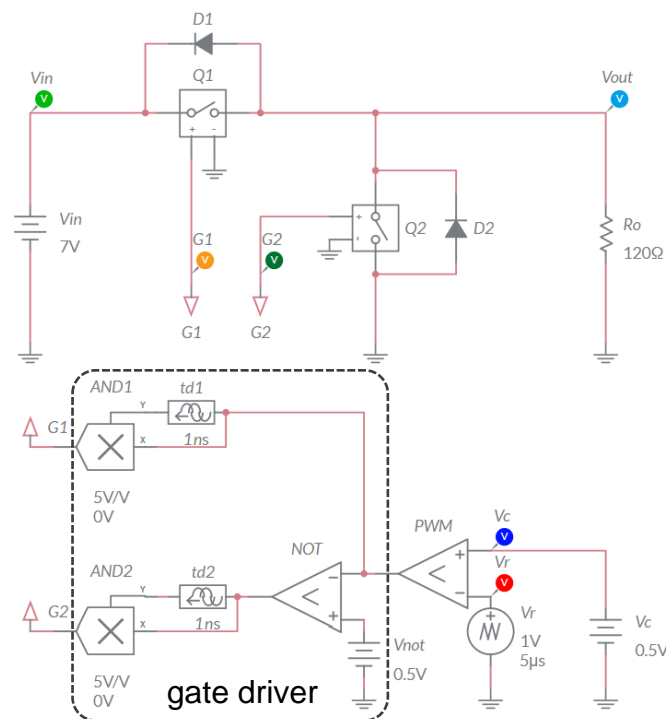 D1
Vin
V
Q1
+ -
Vout
V
Vin
7V
G1
V
G2
V
+
-
Q2
D2
Ro
120Ω
G1
G2
AND1
td1
G1
Y
X
1ns
5V/V
0V
PWM
Vc
V
NOT
+
-
<
Vr
V
AND2
td2
-
<
+
G2
Y
X
1ns
Vnot
0.5V
+
Vr
1V
5µs
Vc
0.5V
5V/V
0V
gate driver